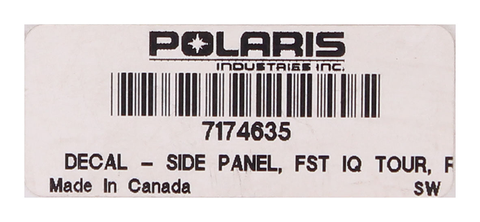 POLARIS
INDUSTRIES INC.
7174635
DECAL - SIDE PANEL, FST IQ TOUR,
Made In Canada SW